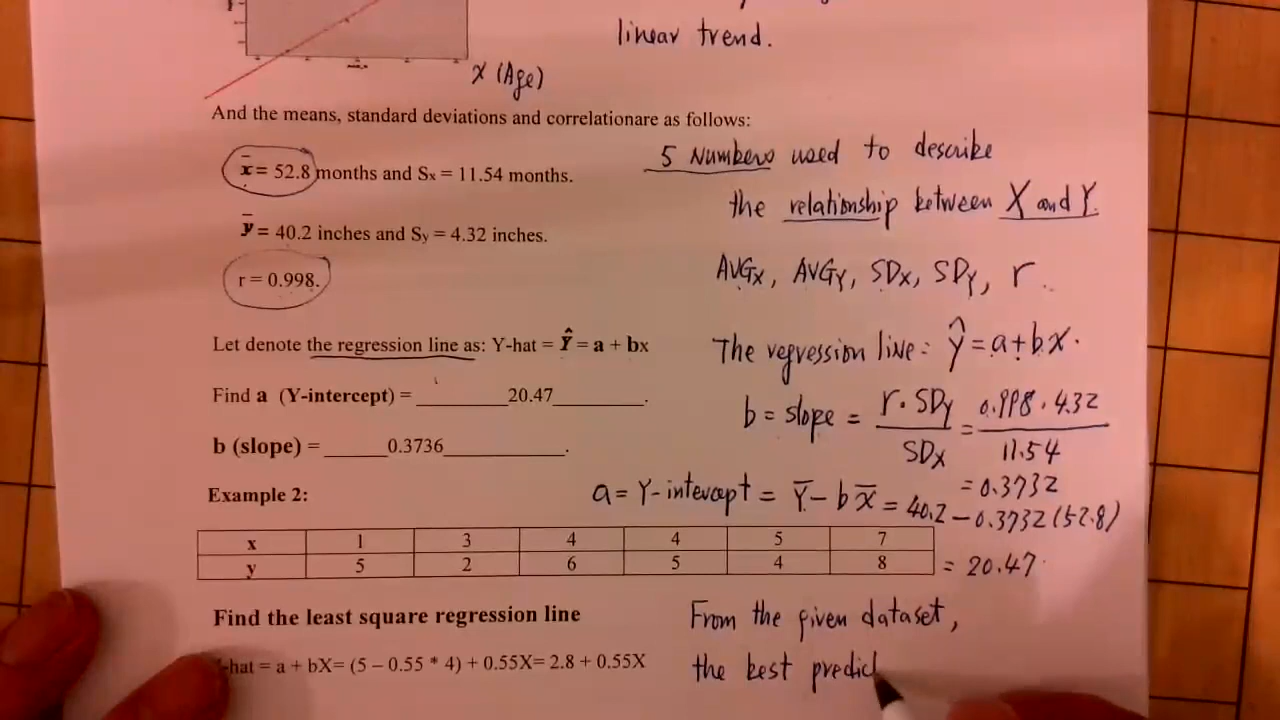 linear trend.
X (Age)
And the means, standard deviations and correlationare as follows:
x̄ = 52.8 months and Sx = 11.54 months.
5 Numbers used to describe
the relationship between X and Y.
ȳ = 40.2 inches and Sy = 4.32 inches.
r = 0.998.
AVGx, AVGY, SDx, SDY, r
Let denote the regression line as: Y-hat = Ŷ = a + bx
The regression line: ŷ = a + bx.
Find a (Y-intercept) = ________20.47________.
b = slope = r · SDy / SDx = 0.998 · 4.32 / 11.54
b (slope) = _____0.3736___________.
= 0.3732
Example 2:
a = Y-intercept = Ȳ - bx̄ = 40.2 - 0.3732 (52.8)
x 1 3 4 4 5 7
y 5 2 6 5 4 8
= 20.47
Find the least square regression line
From the given dataset,
-hat = a + bX= (5 – 0.55 * 4) + 0.55X= 2.8 + 0.55X
the best predict